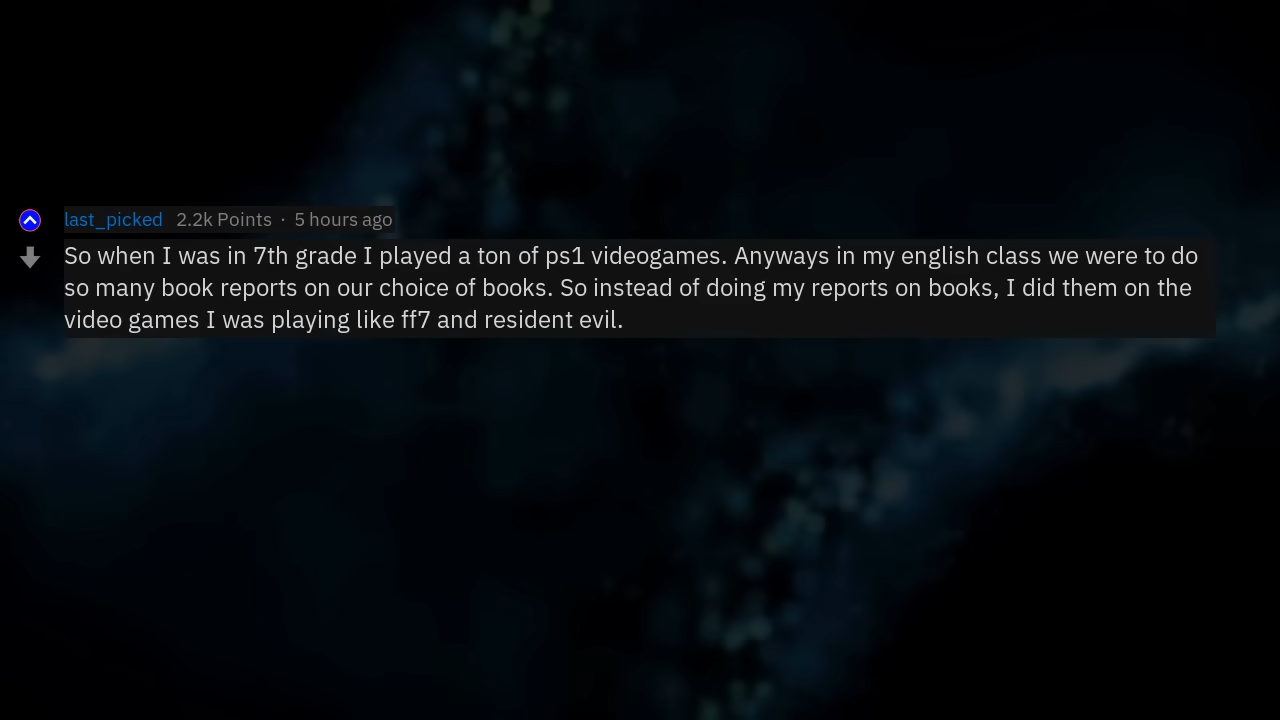 last_picked 2.2k Points · 5 hours ago
So when I was in 7th grade I played a ton of ps1 videogames. Anyways in my english class we were to do
so many book reports on our choice of books. So instead of doing my reports on books, I did them on the
video games I was playing like ff7 and resident evil.